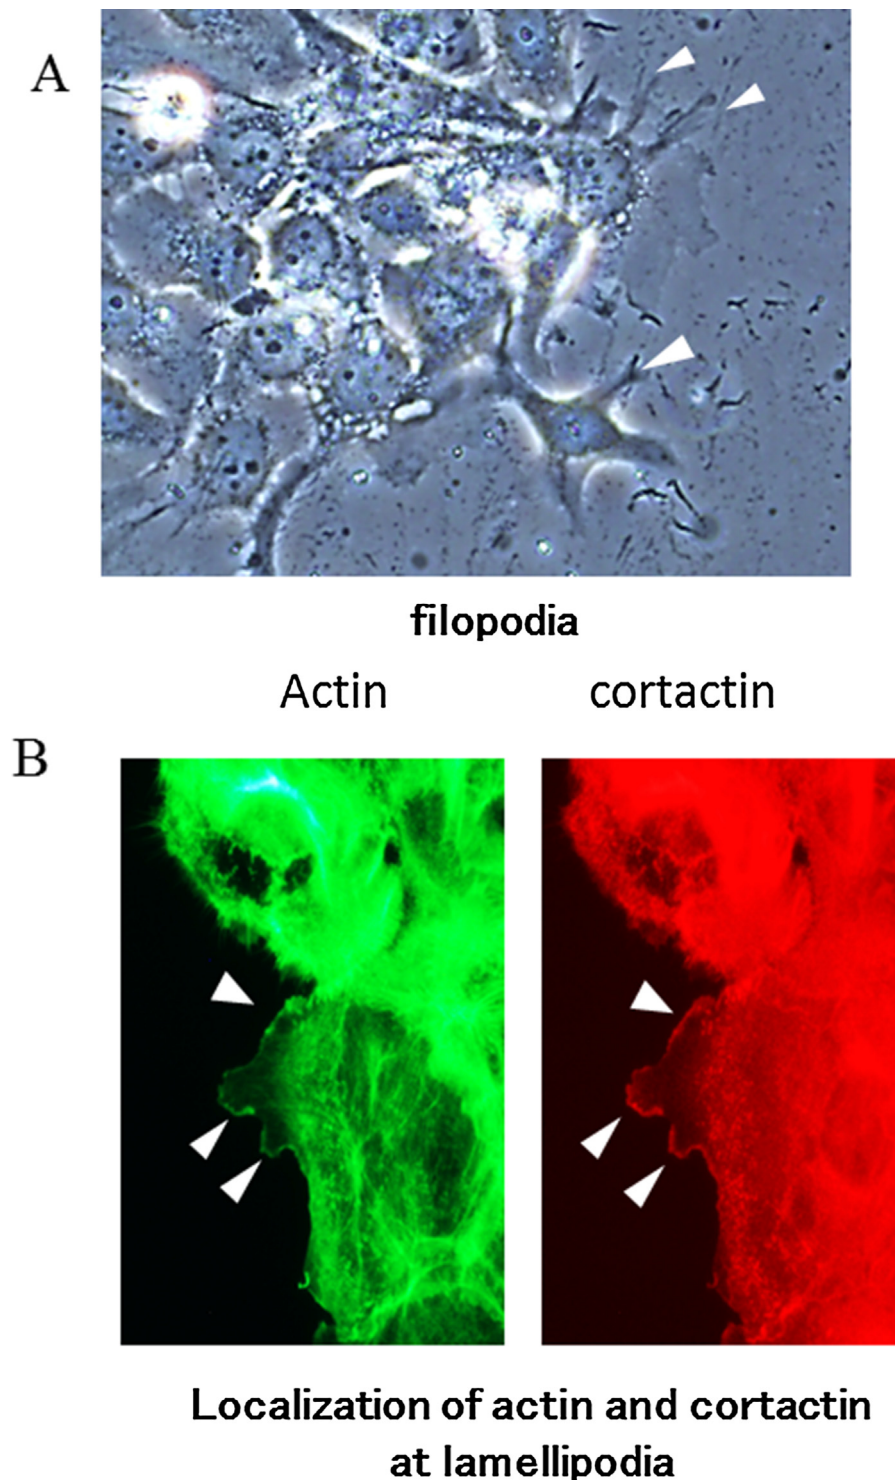 A
filopodia
Actin cortactin
B
Localization of actin and cortactin
at lamellipodia